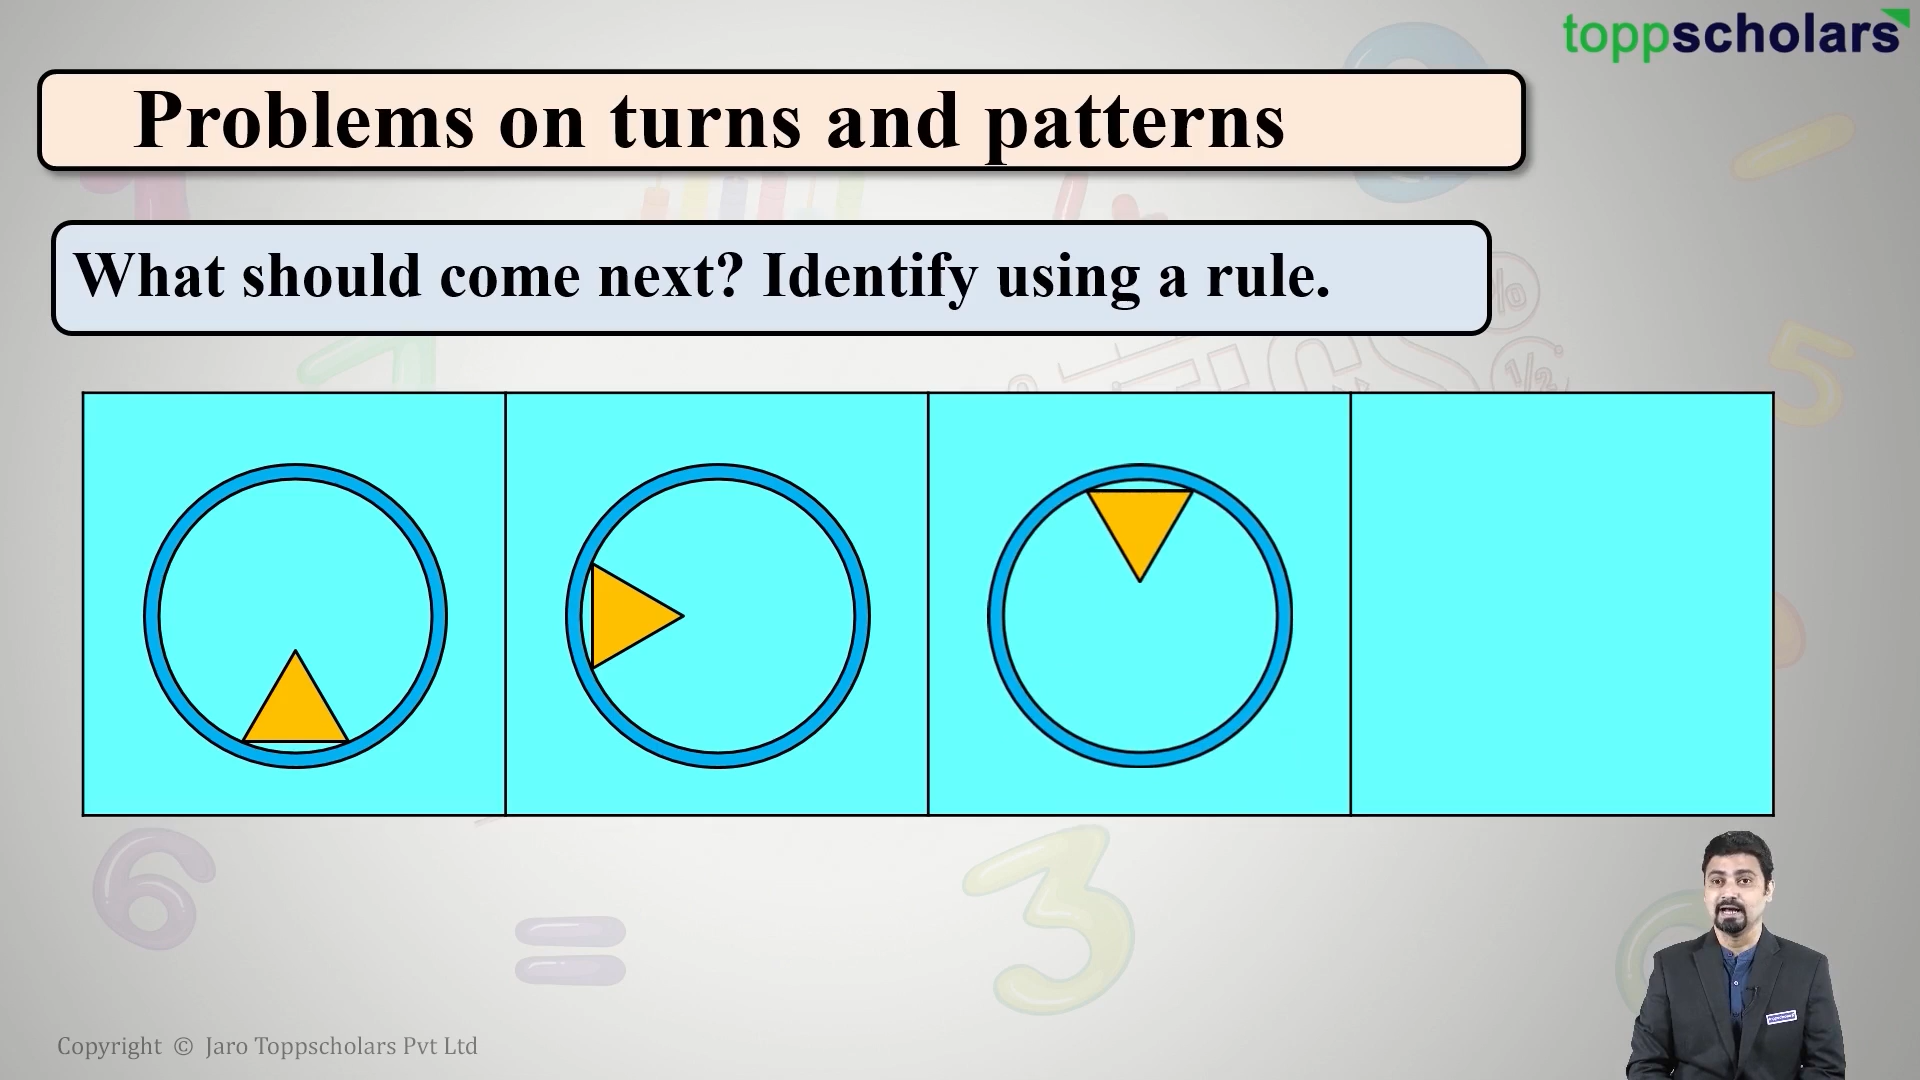 toppscholars
Problems on turns and patterns
What should come next? Identify using a rule.
Copyright © Jaro Toppscholars Pvt Ltd